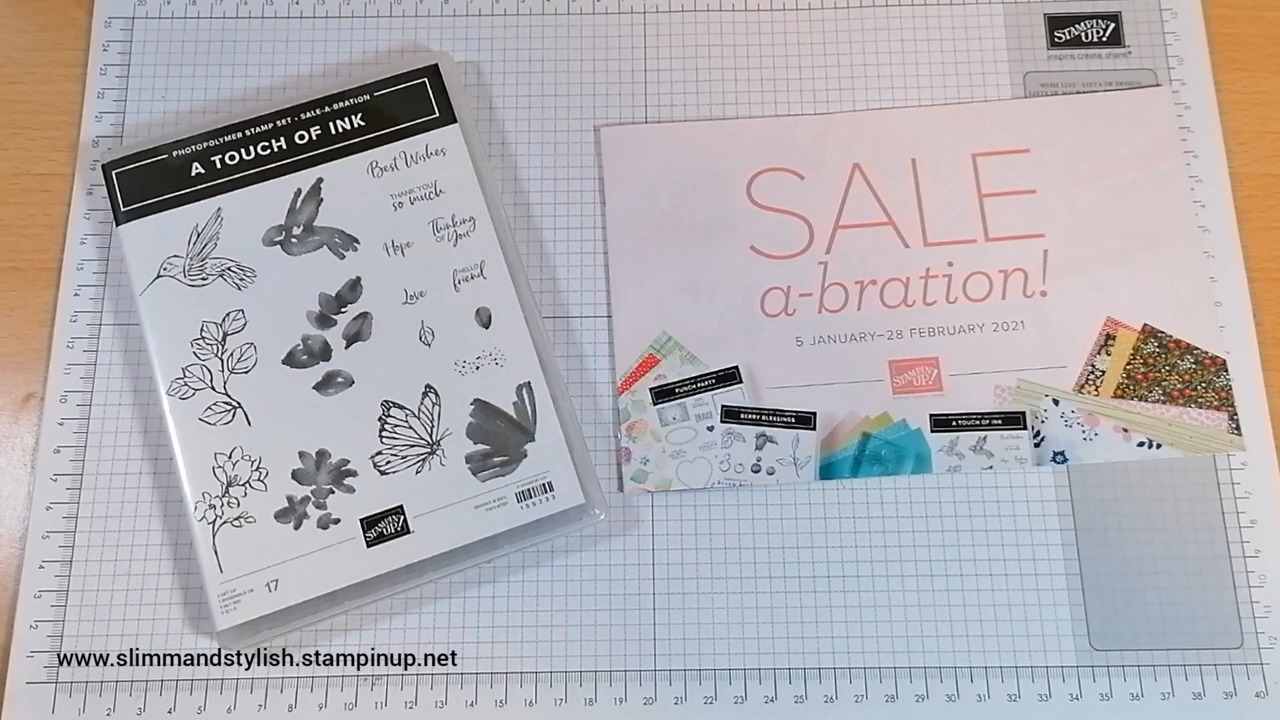 STAMPIN' UP!
inspire. create. share.
PHOTOPOLYMER STAMP SET • SALE-A-BRATION
A TOUCH OF INK
Best Wishes
THANK YOU
so much
Thinking
OF You
Hope
HELLO
friend
Love
STAMPIN' UP!
17
SALE
a-bration!
5 JANUARY–28 FEBRUARY 2021
STAMPIN' UP!
PUNCH PARTY
BERRY BLESSINGS
A TOUCH OF INK
www.slimmandstylish.stampinup.net